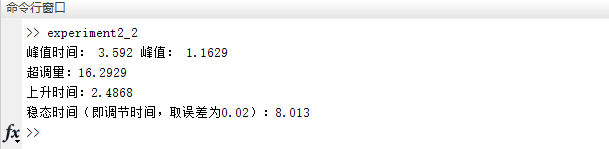 命令行窗口
>> experiment2_2
峰值时间： 3.592 峰值： 1.1629
超调量：16.2929
上升时间：2.4868
稳态时间（即调节时间，取误差为0.02）：8.013
fx >>